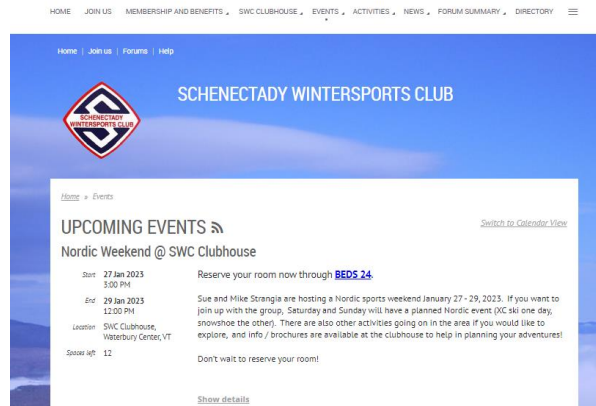 HOME JOIN US MEMBERSHIP AND BENEFITS SWC CLUBHOUSE EVENTS ACTIVITIES NEWS FORUM SUMMARY DIRECTORY
Home | Join us | Forums | Help
SCHENECTADY WINTERSPORTS CLUB
SCHENECTADY
WINTERSPORTS CLUB
Home » Events
UPCOMING EVENTS
Switch to Calendar View
Nordic Weekend @ SWC Clubhouse
Start 27 Jan 2023
3:00 PM
End 29 Jan 2023
12:00 PM
Location SWC Clubhouse,
Waterbury Center, VT
Spaces left 12
Reserve your room now through BEDS 24.
Sue and Mike Strangia are hosting a Nordic sports weekend January 27 - 29, 2023. If you want to
join up with the group, Saturday and Sunday will have a planned Nordic event (XC ski one day,
snowshoe the other). There are also other activities going on in the area if you would like to
explore, and info / brochures are available at the clubhouse to help in planning your adventures!
Don't wait to reserve your room!
Show details